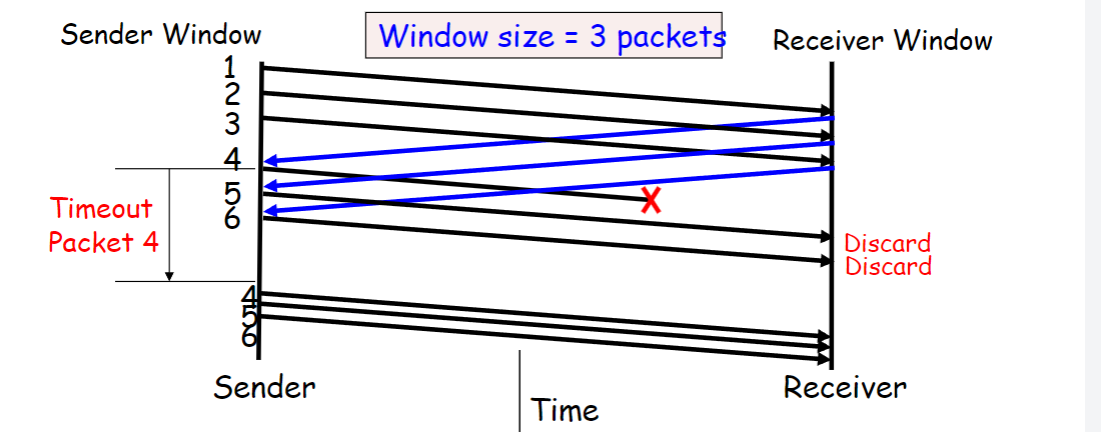 Window size = 3 packets
Sender Window
Receiver Window
1
2
3
4
5
6
Timeout
Packet 4
Discard
Discard
4
5
6
Sender
Receiver
Time